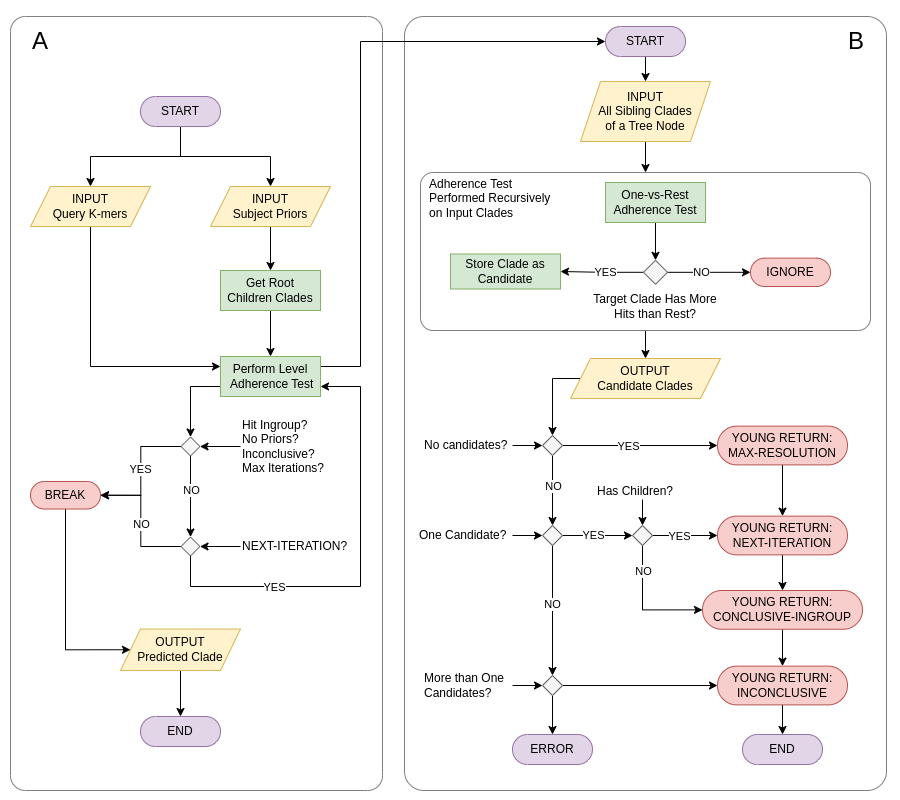 A
START
INPUT
Query K-mers
INPUT
Subject Priors
Get Root
Children Clades
Perform Level
Adherence Test
Hit Ingroup?
No Priors?
Inconclusive?
Max Iterations?
YES
NO
BREAK
NO
NEXT-ITERATION?
YES
OUTPUT
Predicted Clade
END
B
START
INPUT
All Sibling Clades
of a Tree Node
Adherence Test
Performed Recursively
on Input Clades
One-vs-Rest
Adherence Test
Store Clade as
Candidate
YES
NO
IGNORE
Target Clade Has More
Hits than Rest?
OUTPUT
Candidate Clades
No candidates?
YES
YOUNG RETURN:
MAX-RESOLUTION
NO
Has Children?
One Candidate?
YES
YES
YOUNG RETURN:
NEXT-ITERATION
NO
NO
YOUNG RETURN:
CONCLUSIVE-INGROUP
More than One
Candidates?
YOUNG RETURN:
INCONCLUSIVE
ERROR
END